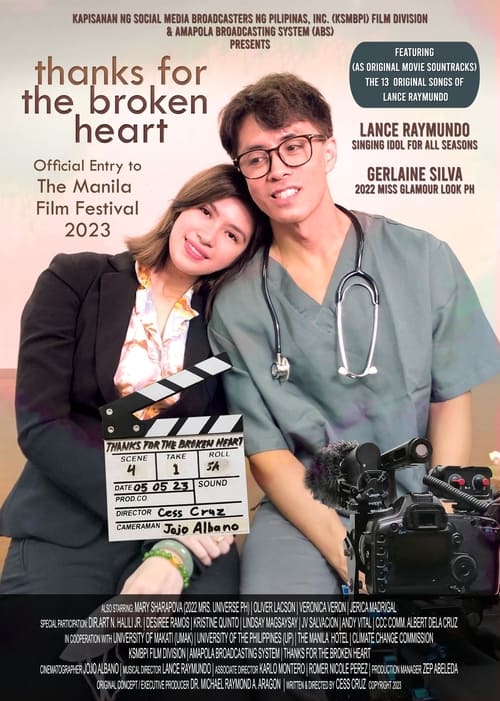 KAPISANAN NG SOCIAL MEDIA BROADCASTERS NG PILIPINAS, INC. (KSMBPI) FILM DIVISION
& AMAPOLA BROADCASTING SYSTEM (ABS)
PRESENTS
thanks for
the broken
heart
Official Entry to
The Manila
Film Festival
2023
FEATURING
(AS ORIGINAL MOVIE SOUNTRACKS)
THE 13 ORIGINAL SONGS OF
LANCE RAYMUNDO
LANCE RAYMUNDO
SINGING IDOL FOR ALL SEASONS
GERLAINE SILVA
2022 MISS GLAMOUR LOOK PH
THANKS FOR THE BROKEN HEART
SCENE TAKE ROLL
4 1 5A
DATE 05 05 23 SOUND
PROD.CO
DIRECTOR Cess Cruz
CAMERAMAN Jojo Albano
ALSO STARRING: MARY SHARAPOVA (2022 MRS. UNIVERSE PH) | OLIVER LACSON | VERONICA VERON | JERICA MADRIGAL
SPECIAL PARTICIPATION: DIR.ART N. HALILI JR. | DESIREE RAMOS | KRISTINE QUINTO | LINDSAY MAGSAYSAY | JV SALVACION | ANDY VITAL | CCC COMM. ALBERT DELA CRUZ
IN COOPERATION WITH UNIVERSITY OF MAKATI (UMAK) | UNIVERSITY OF THE PHILIPPINES (UP) | THE MANILA HOTEL | CLIMATE CHANGE COMMISSION
KSMBPI FILM DIVISION | AMAPOLA BROADCASTING SYSTEM | THANKS FOR THE BROKEN HEART
CINEMATOGRAPHER JOJO ALBANO | MUSICAL DIRECTOR LANCE RAYMUNDO | ASSOCIATE DIRECTOR KARLO MONTERO | ROMER NICOLE PEREZ | PRODUCTION MANAGER ZEP ABELEDA
ORIGINAL CONCEPT / EXECUTIVE PRODUCER DR. MICHAEL RAYMOND A. ARAGON | WRITTEN & DIRECTED BY CESS CRUZ COPYRIGHT 2023